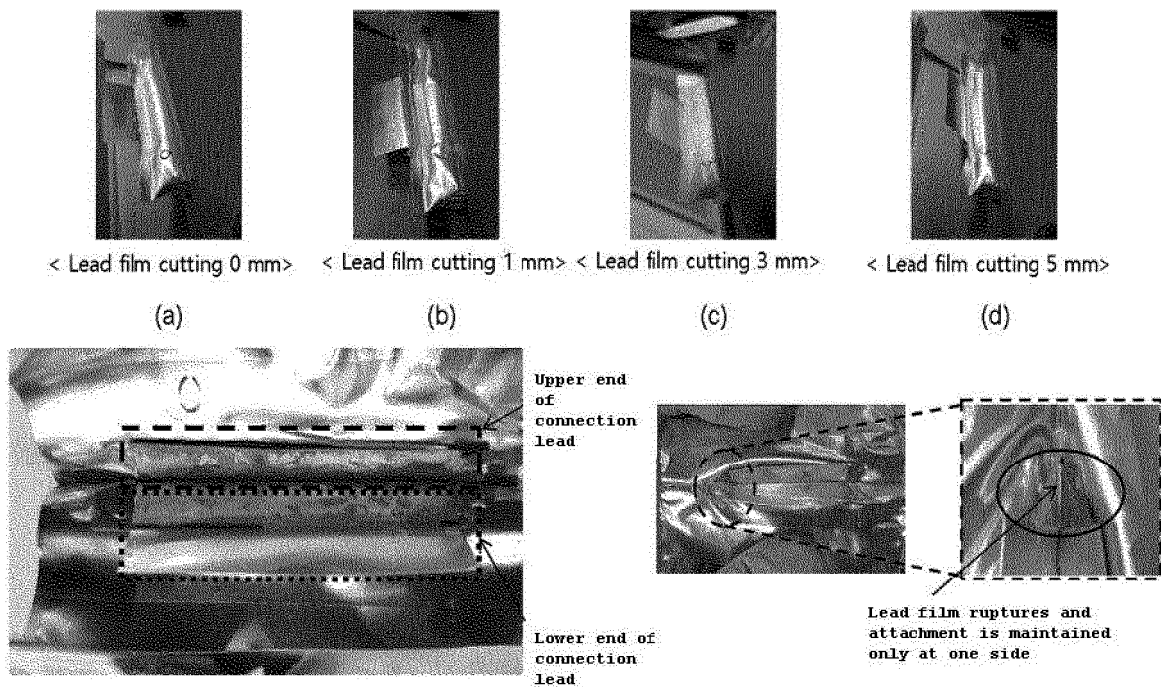 < Lead film cutting 0 mm>
< Lead film cutting 1 mm>
< Lead film cutting 3 mm>
< Lead film cutting 5 mm>
(a)
(b)
(c)
(d)
Upper end
of
connection
lead
Lower end of
connection
lead
Lead film ruptures and
attachment is maintained
only at one side